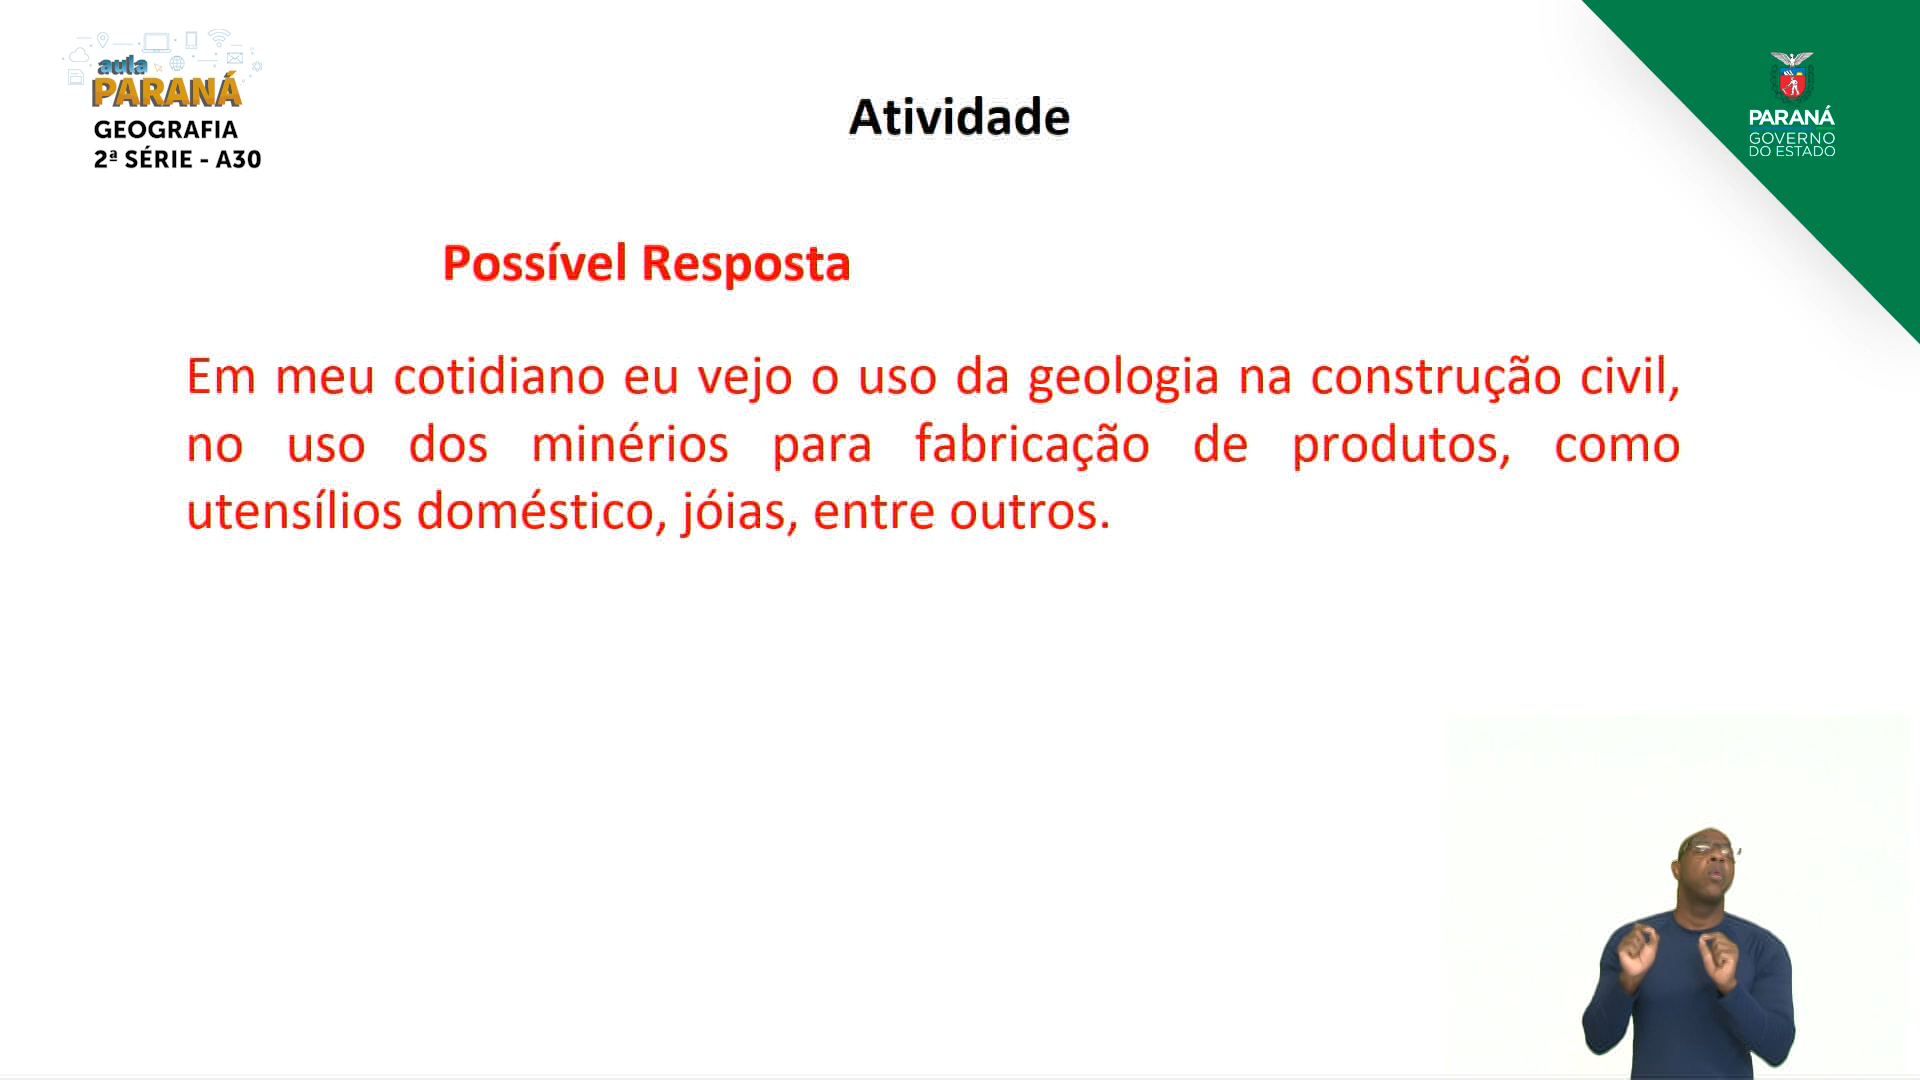 aula
PARANÁ
GEOGRAFIA
2ª SÉRIE - A30
Atividade
PARANÁ
GOVERNO
DO ESTADO
Possível Resposta
Em meu cotidiano eu vejo o uso da geologia na construção civil,
no uso dos minérios para fabricação de produtos, como
utensílios doméstico, jóias, entre outros.